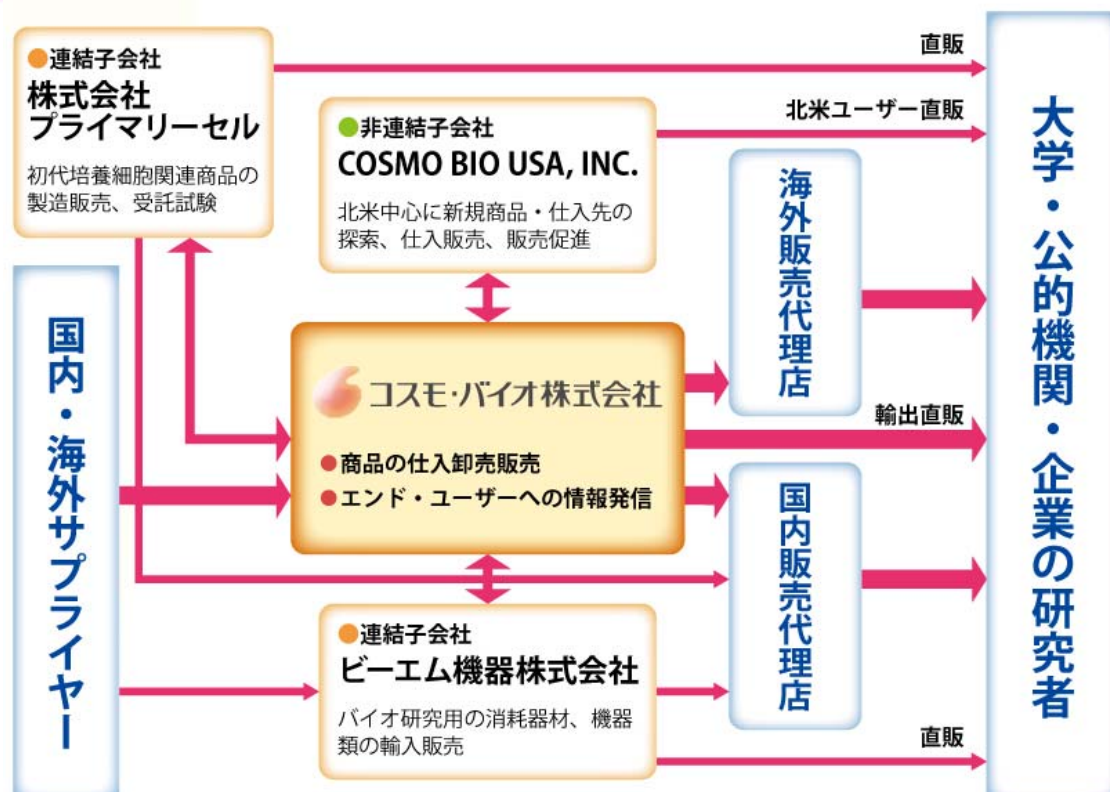 ●連結子会社
株式会社
プライマリーセル
初代培養細胞関連商品の
製造販売、受託試験
直販
●非連結子会社
COSMO BIO USA, INC.
北米中心に新規商品・仕入先の
探索、仕入販売、販売促進
北米ユーザー直販
海外販売代理店
大学・公的機関・企業の研究者
国内・海外サプライヤー
コスモ・バイオ株式会社
●商品の仕入卸売販売
●エンド・ユーザーへの情報発信
輸出直販
国内販売代理店
●連結子会社
ビーエム機器株式会社
バイオ研究用の消耗器材、機器
類の輸入販売
直販